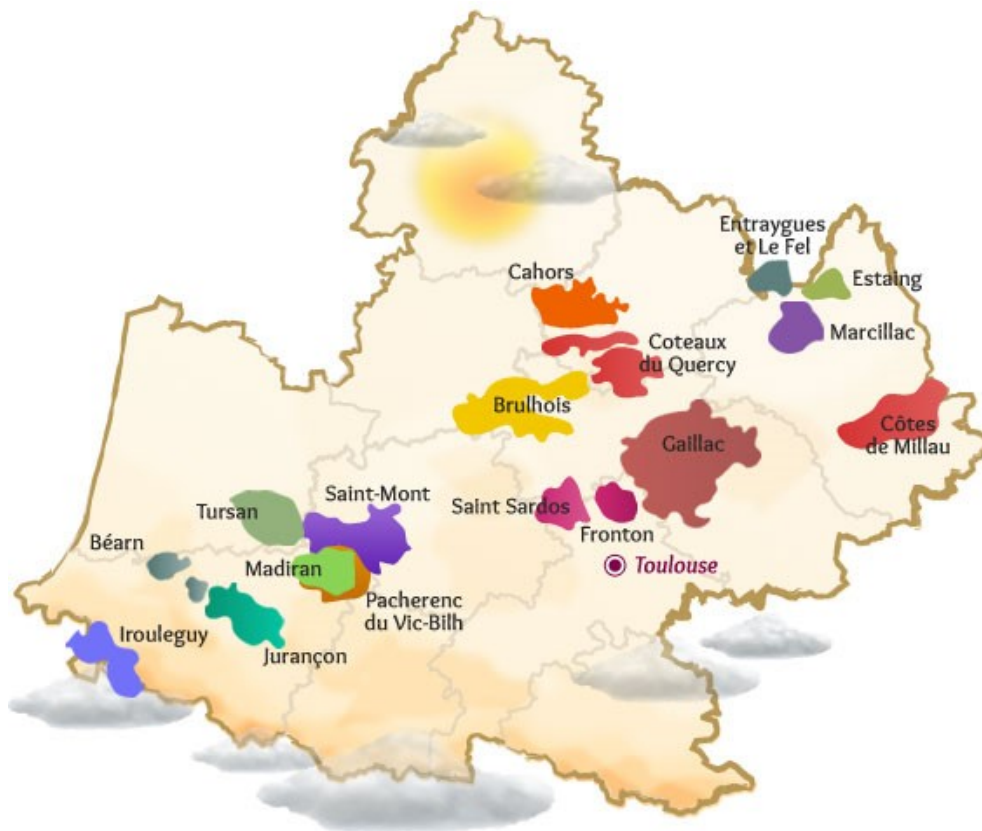 Entraygues
et Le Fel
Cahors
Estaing
Marcillac
Coteaux
du Quercy
Brulhois
Côtes
de Millau
Gaillac
Saint-Mont
Tursan
Saint Sardos
Fronton
Béarn
Madiran
Toulouse
Pacherenc
du Vic-Bilh
Irouleguy
Jurançon